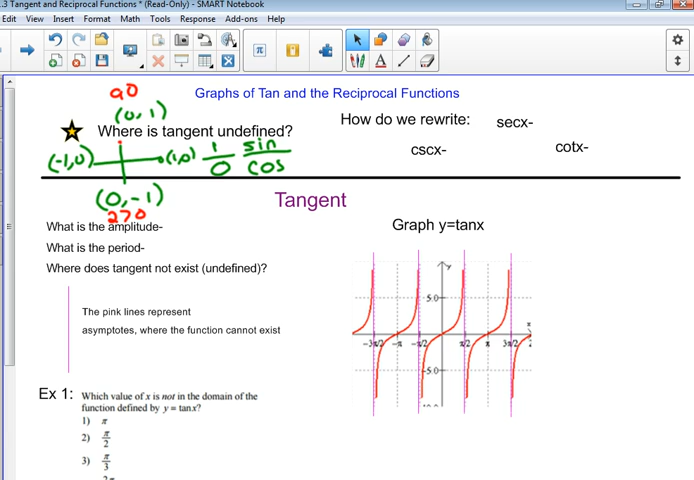 .3 Tangent and Reciprocal Functions * (Read-Only) – SMART Notebook
Edit View Insert Format Math Tools Response Add-ons Help
π
A
90
Graphs of Tan and the Reciprocal Functions
(0,1)
Where is tangent undefined?
How do we rewrite:
secx-
cscx-
cotx-
(-1,0)
(1,0)
1
0
sin
cos
(0,-1)
270
Tangent
What is the amplitude-
Graph y=tanx
What is the period-
Where does tangent not exist (undefined)?
The pink lines represent
asymptotes, where the function cannot exist
y
5.0
-3π/2 -π -π/2 π/2 π 3π/2
x
-5.0
Ex 1: Which value of x is not in the domain of the
function defined by y = tanx?
1) π
2) π/2
3) π/3